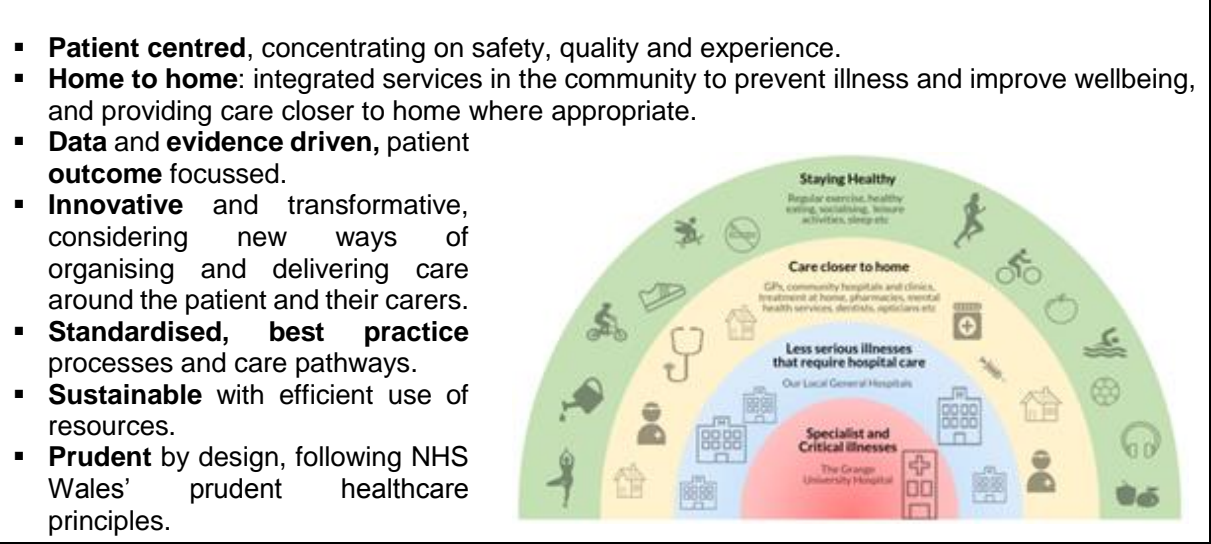 ▪ Patient centred, concentrating on safety, quality and experience.
▪ Home to home: integrated services in the community to prevent illness and improve wellbeing,
and providing care closer to home where appropriate.
▪ Data and evidence driven, patient
outcome focussed.
▪ Innovative and transformative,
considering new ways of
organising and delivering care
around the patient and their carers.
▪ Standardised, best practice
processes and care pathways.
▪ Sustainable with efficient use of
resources.
▪ Prudent by design, following NHS
Wales' prudent healthcare
principles.
Staying Healthy
Regular exercise, healthy
eating, socialising, leisure
activities, sleep etc
Care closer to home
GPs, community hospitals and clinics,
treatment at home, pharmacies, mental
health services, dentists, opticians etc
Less serious illnesses
that require hospital care
Our Local General Hospitals
Specialist and
Critical illnesses
The Grange
University Hospital